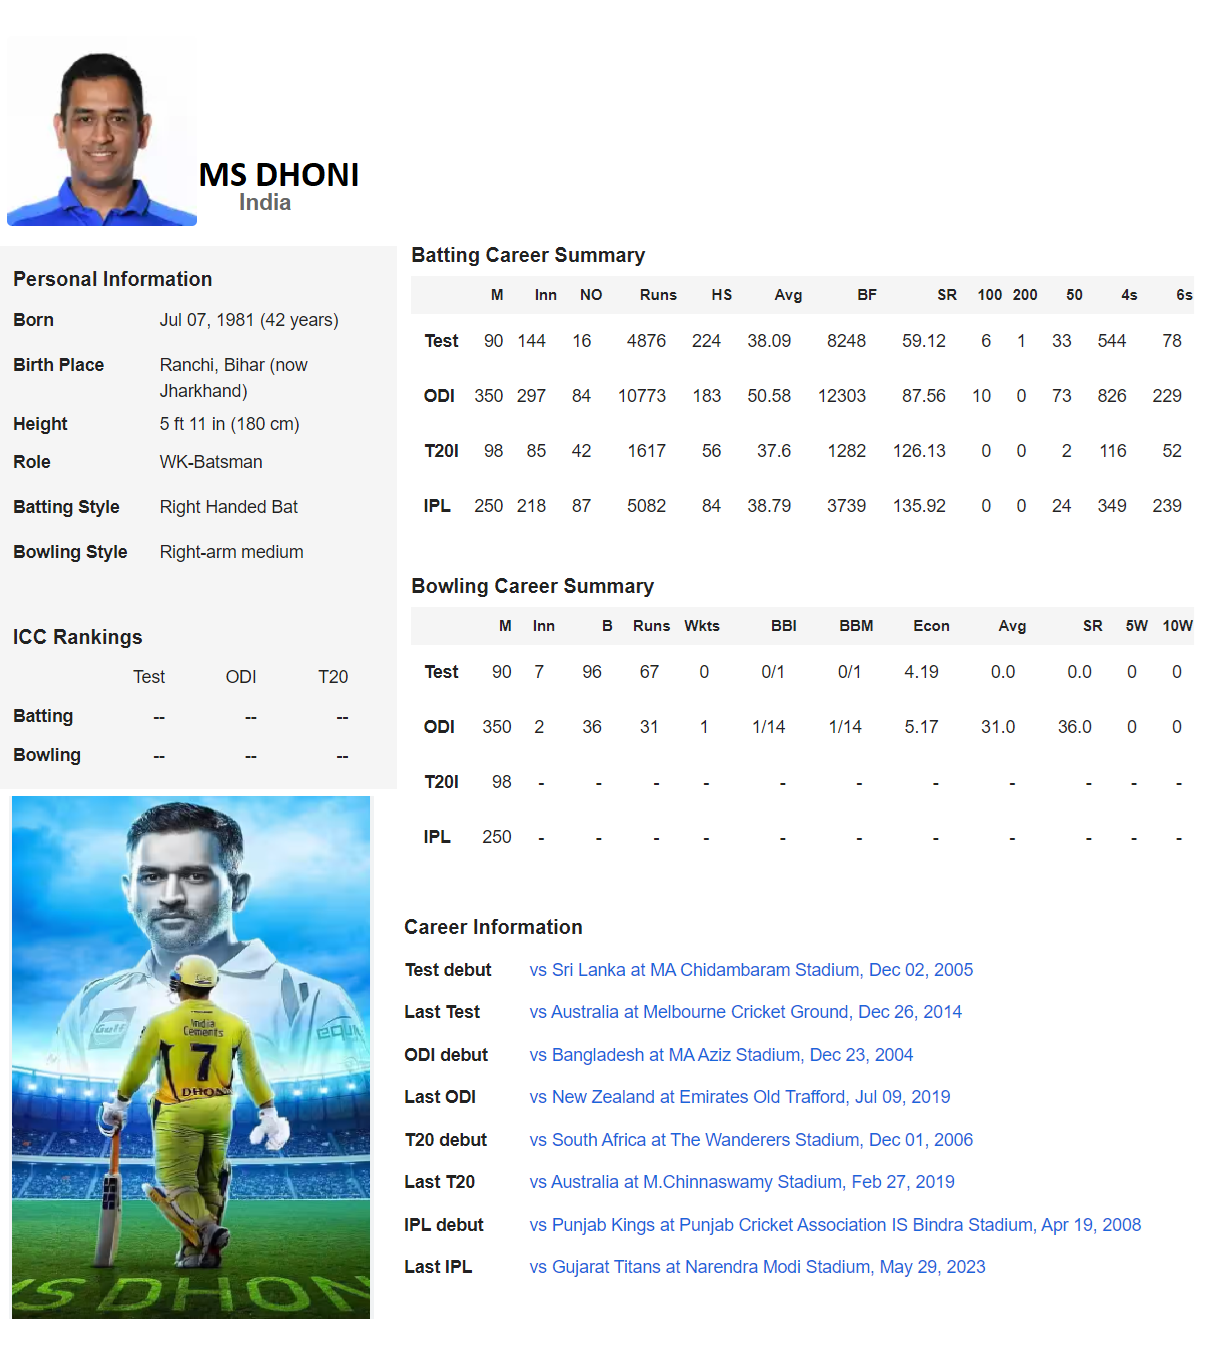 MS DHONI
India
Personal Information
Born Jul 07, 1981 (42 years)
Birth Place Ranchi, Bihar (now
Jharkhand)
Height 5 ft 11 in (180 cm)
Role WK-Batsman
Batting Style Right Handed Bat
Bowling Style Right-arm medium
ICC Rankings
Test ODI T20
Batting -- -- --
Bowling -- -- --
Batting Career Summary
M Inn NO Runs HS Avg BF SR 100 200 50 4s 6s
Test 90 144 16 4876 224 38.09 8248 59.12 6 1 33 544 78
ODI 350 297 84 10773 183 50.58 12303 87.56 10 0 73 826 229
T20I 98 85 42 1617 56 37.6 1282 126.13 0 0 2 116 52
IPL 250 218 87 5082 84 38.79 3739 135.92 0 0 24 349 239
Bowling Career Summary
M Inn B Runs Wkts BBI BBM Econ Avg SR 5W 10W
Test 90 7 96 67 0 0/1 0/1 4.19 0.0 0.0 0 0
ODI 350 2 36 31 1 1/14 1/14 5.17 31.0 36.0 0 0
T20I 98 - - - - - - - - - - -
IPL 250 - - - - - - - - - - -
Gulf
India
Cements
7
DHONI
MS DHON
Career Information
Test debut vs Sri Lanka at MA Chidambaram Stadium, Dec 02, 2005
Last Test vs Australia at Melbourne Cricket Ground, Dec 26, 2014
ODI debut vs Bangladesh at MA Aziz Stadium, Dec 23, 2004
Last ODI vs New Zealand at Emirates Old Trafford, Jul 09, 2019
T20 debut vs South Africa at The Wanderers Stadium, Dec 01, 2006
Last T20 vs Australia at M.Chinnaswamy Stadium, Feb 27, 2019
IPL debut vs Punjab Kings at Punjab Cricket Association IS Bindra Stadium, Apr 19, 2008
Last IPL vs Gujarat Titans at Narendra Modi Stadium, May 29, 2023